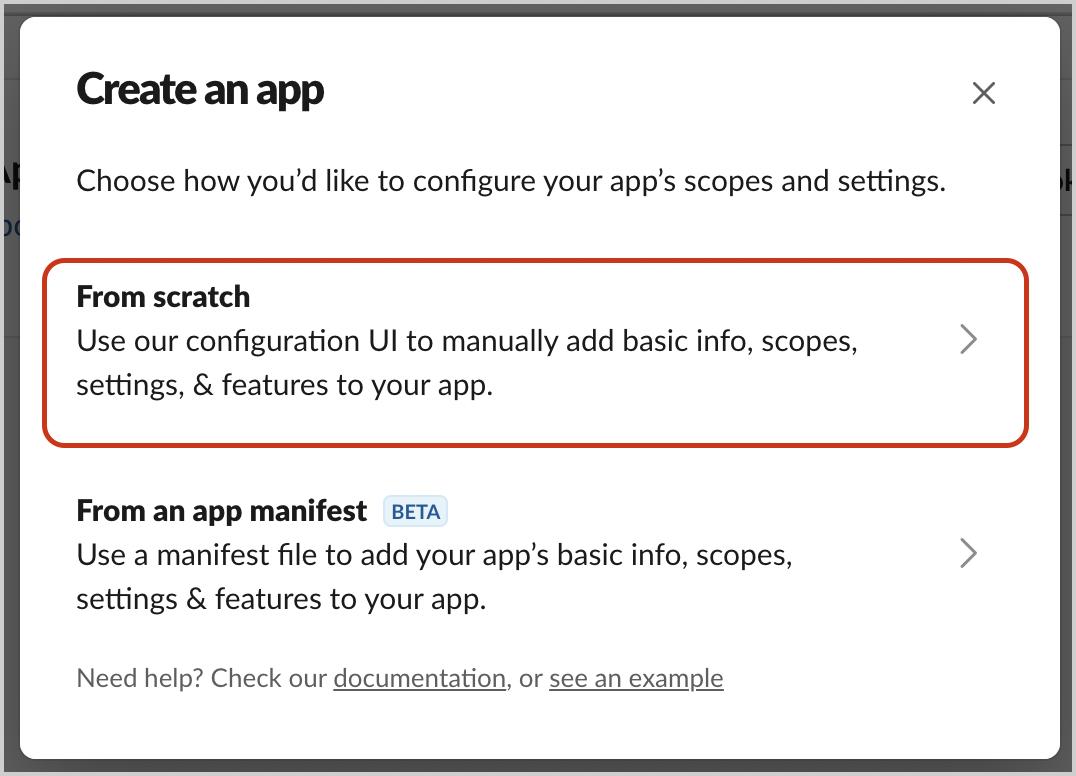 Create an app
Choose how you’d like to configure your app’s scopes and settings.
From scratch
Use our configuration UI to manually add basic info, scopes,
settings, & features to your app.
From an app manifest BETA
Use a manifest file to add your app’s basic info, scopes,
settings & features to your app.
Need help? Check our documentation, or see an example